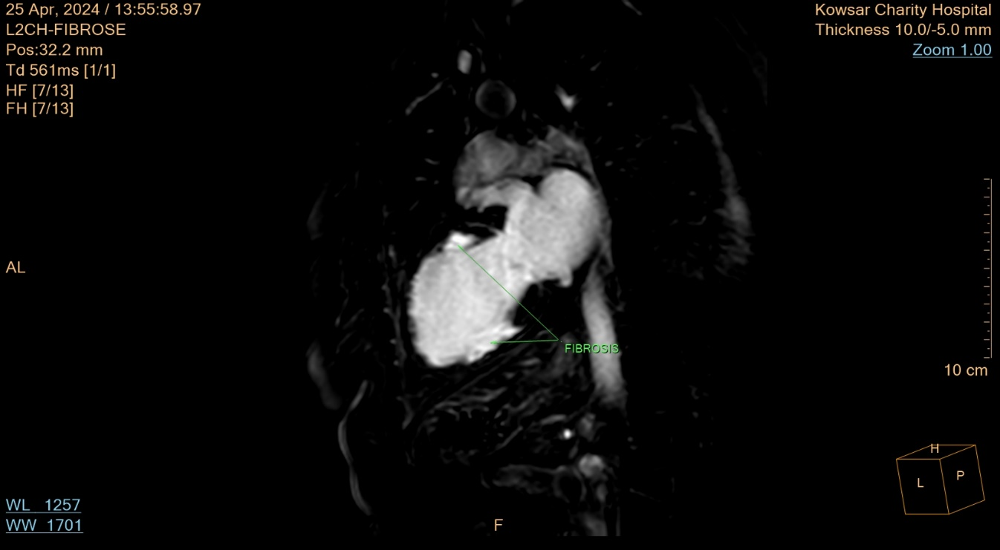 25 Apr, 2024 / 13:55:58.97
L2CH-FIBROSE
Pos:32.2 mm
Td 561ms [1/1]
HF [7/13]
FH [7/13]
Kowsar Charity Hospital
Thickness 10.0/-5.0 mm
Zoom 1.00
AL
FIBROSIS
10 cm
H
L
P
WL 1257
WW 1701
F